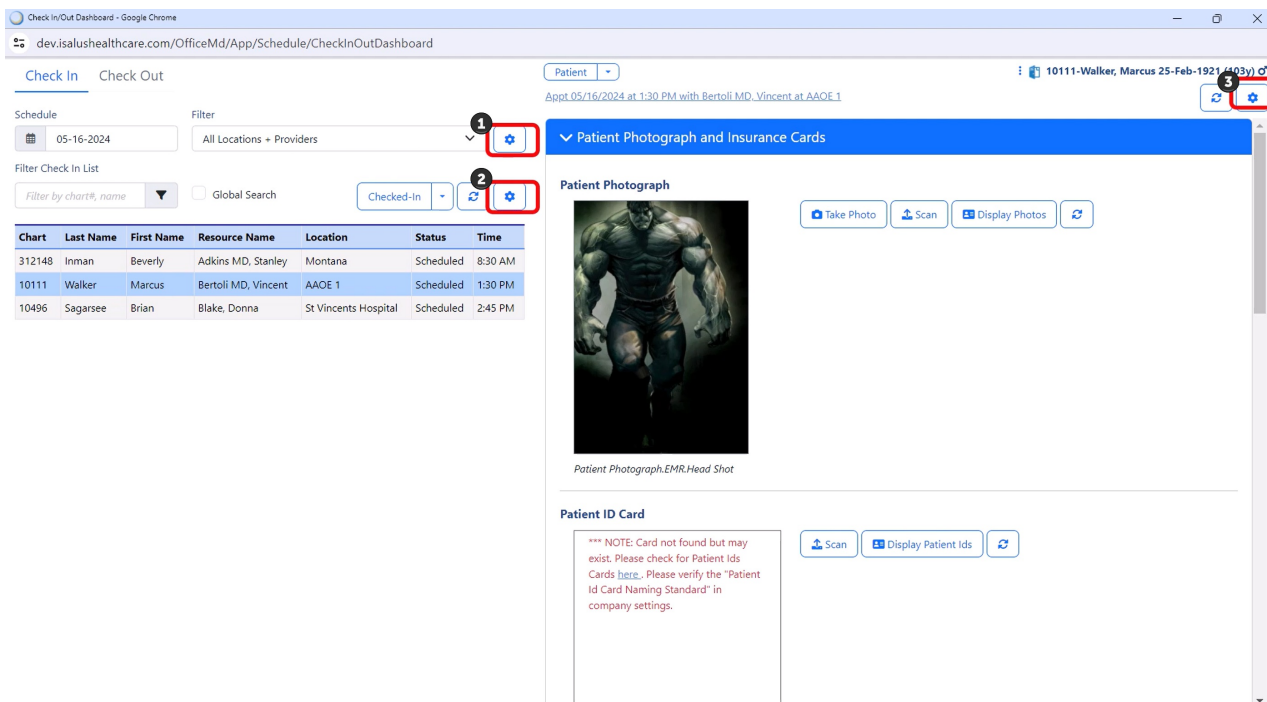 Check In/Out Dashboard - Google Chrome
dev.isalushealthcare.com/OfficeMd/App/Schedule/CheckInOutDashboard
Check In Check Out
Schedule Filter
05-16-2024 All Locations + Providers 1
Filter Check In List
Filter by chart#, name Global Search Checked-In 2
Chart Last Name First Name Resource Name Location Status Time
312148 Inman Beverly Adkins MD, Stanley Montana Scheduled 8:30 AM
10111 Walker Marcus Bertoli MD, Vincent AAOE 1 Scheduled 1:30 PM
10496 Sagarsee Brian Blake, Donna St Vincents Hospital Scheduled 2:45 PM
Patient
10111-Walker, Marcus 25-Feb-1921 (103y)
3
Appt 05/16/2024 at 1:30 PM with Bertoli MD, Vincent at AAOE 1
Patient Photograph and Insurance Cards
Patient Photograph
Take Photo Scan Display Photos
Patient Photograph.EMR.Head Shot
Patient ID Card
*** NOTE: Card not found but may
exist. Please check for Patient Ids
Cards here . Please verify the "Patient
Id Card Naming Standard" in
company settings.
Scan Display Patient Ids